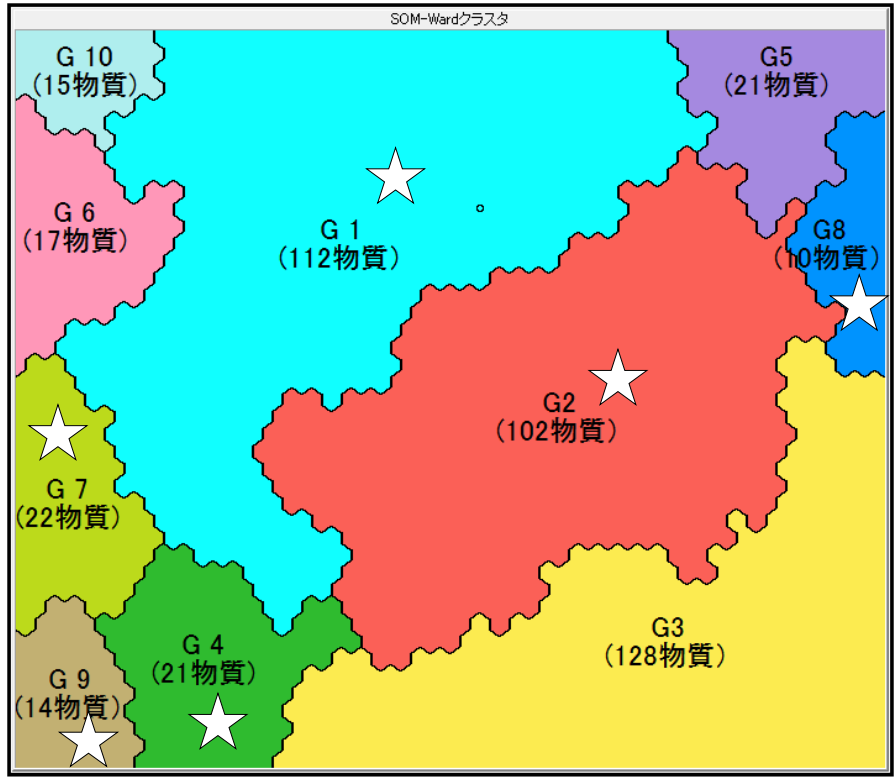 SOM-Wardクラスタ
G 10
（15物質）
G5
（21物質）
G 6
（17物質）
G 1
（112物質）
G8
（10物質）
G2
（102物質）
G 7
（22物質）
G3
（128物質）
G 4
（21物質）
G 9
（14物質）